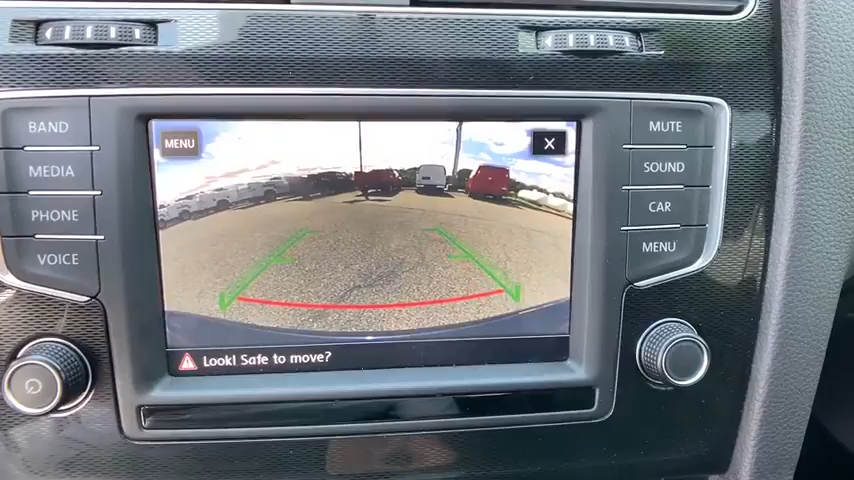 BAND
MEDIA
PHONE
VOICE
MENU
X
Look! Safe to move?
MUTE
SOUND
CAR
MENU